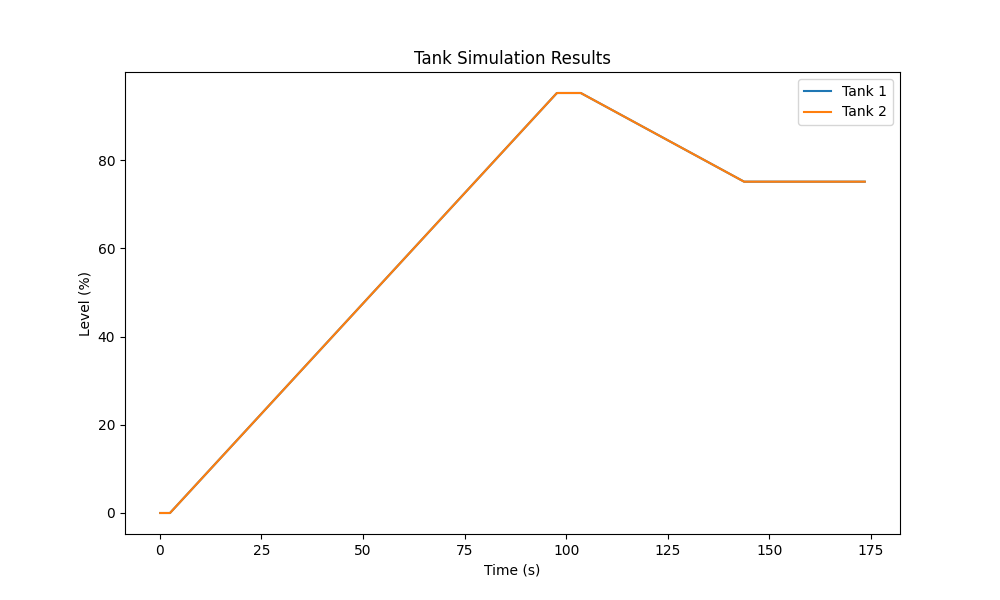 Tank Simulation Results
Tank 1
Tank 2
Level (%)
80
60
40
20
0
0 25 50 75 100 125 150 175
Time (s)